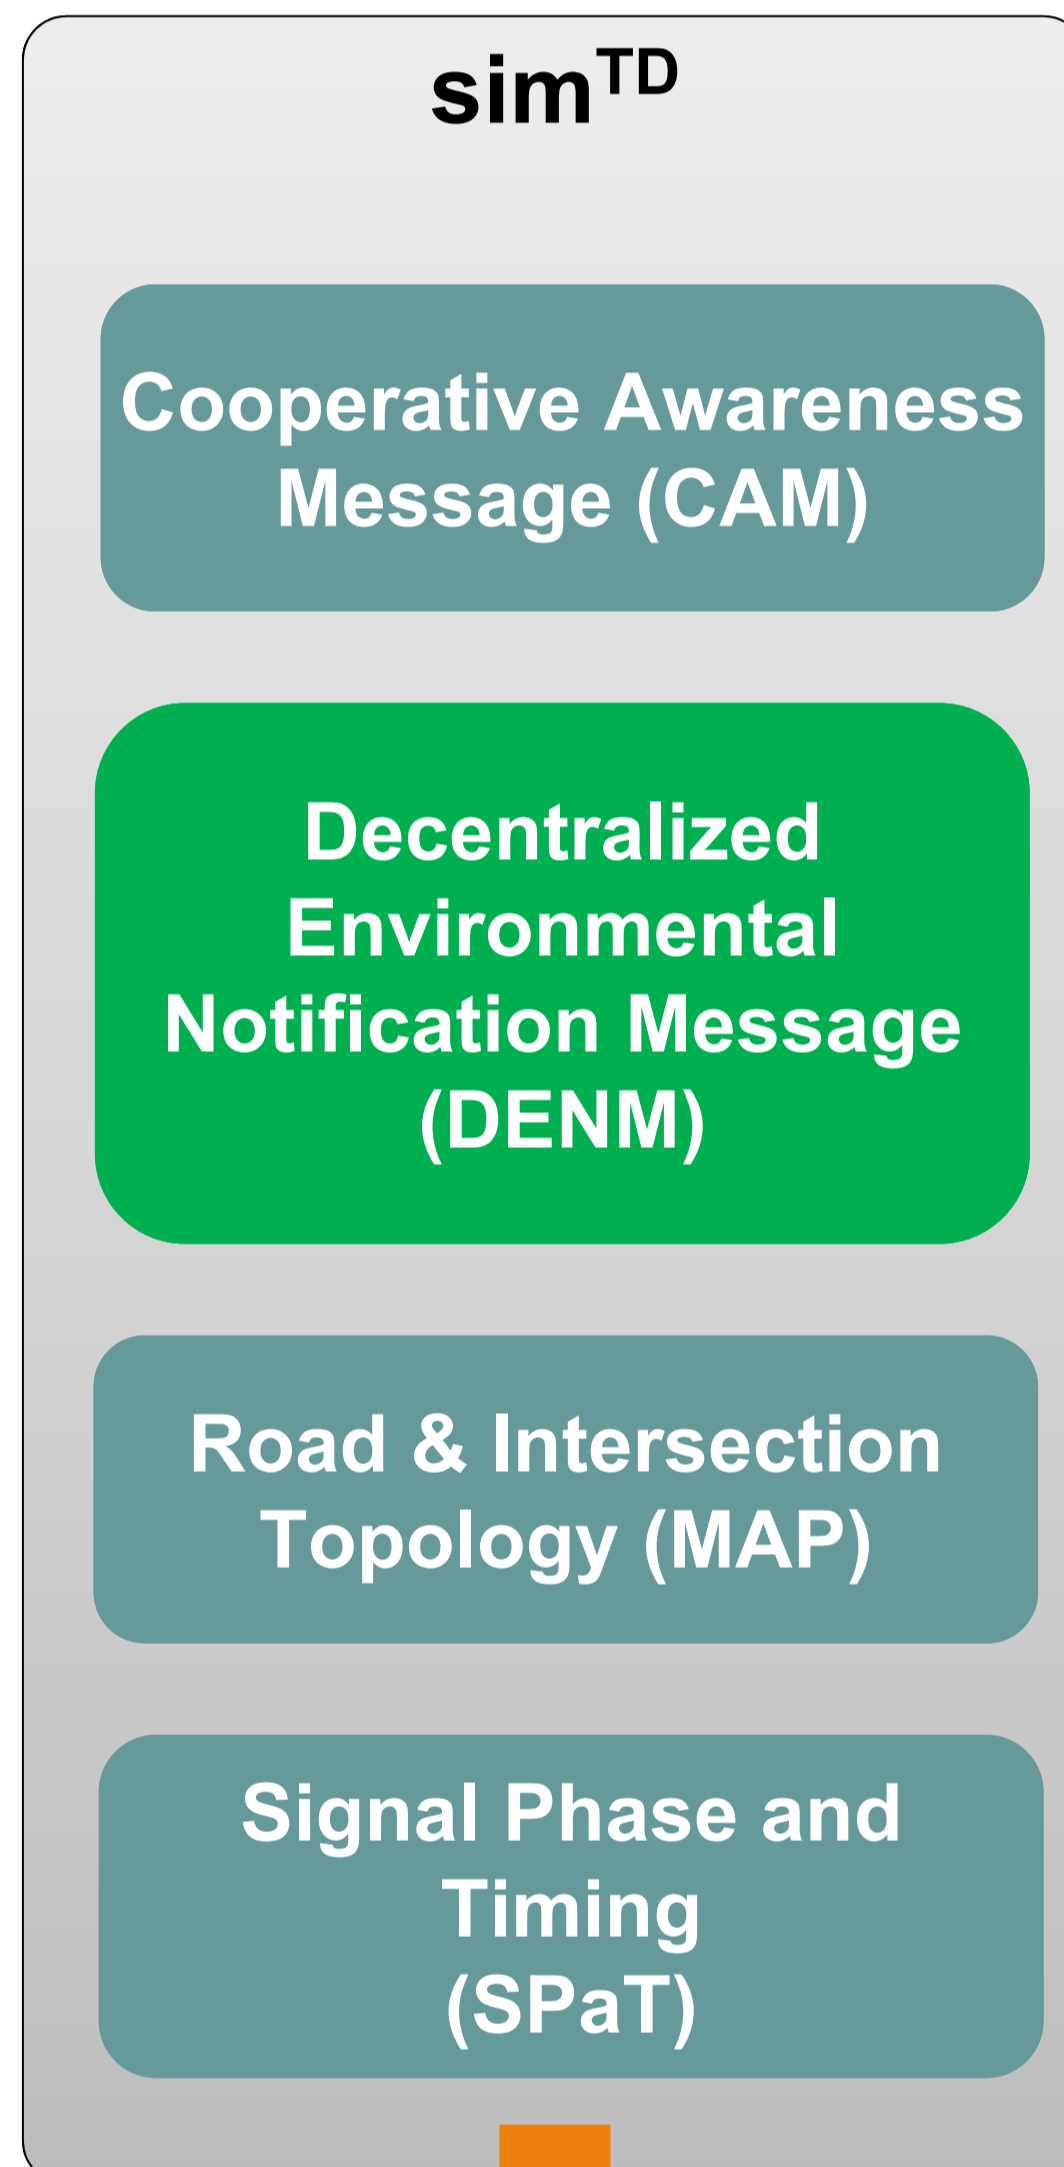 simTD
Cooperative Awareness
Message (CAM)
Decentralized
Environmental
Notification Message
(DENM)
Road & Intersection
Topology (MAP)
Signal Phase and
Timing
(SPaT)